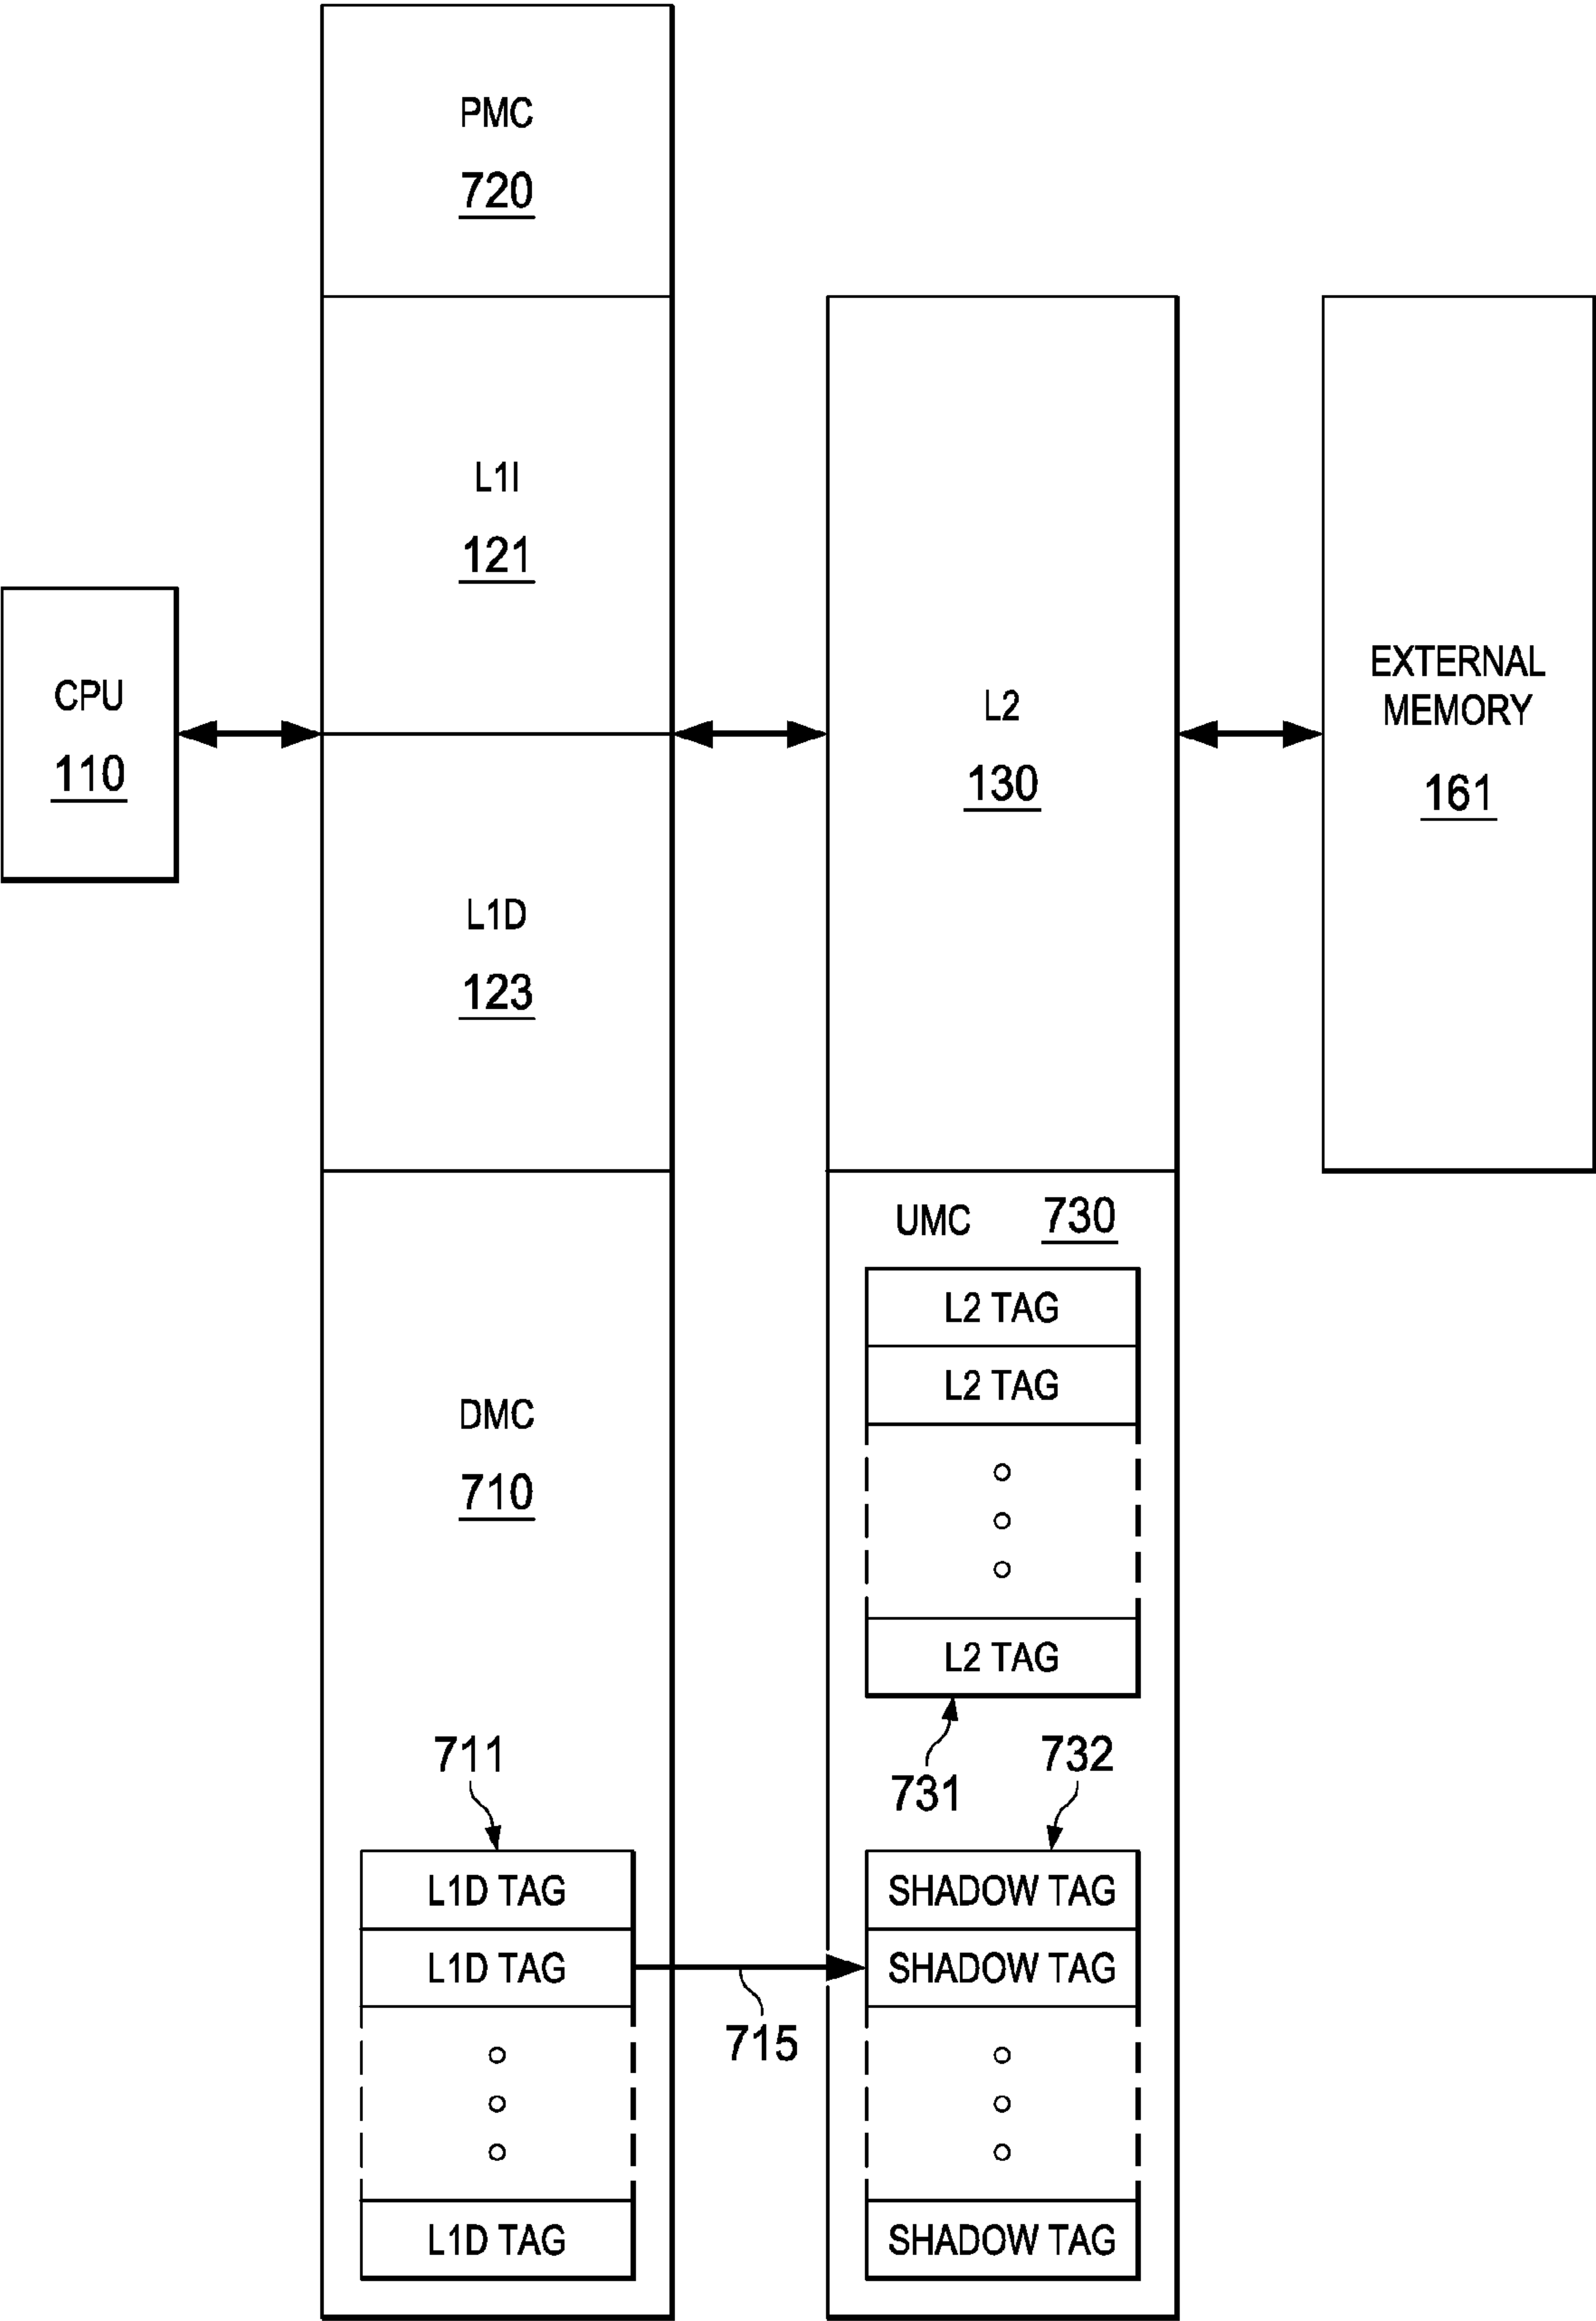 PMC
720
L1I
121
CPU
110
L1D
123
L2
130
EXTERNAL
MEMORY
161
DMC
710
711
L1D TAG
L1D TAG
L1D TAG
715
UMC 730
L2 TAG
L2 TAG
L2 TAG
731
732
SHADOW TAG
SHADOW TAG
SHADOW TAG